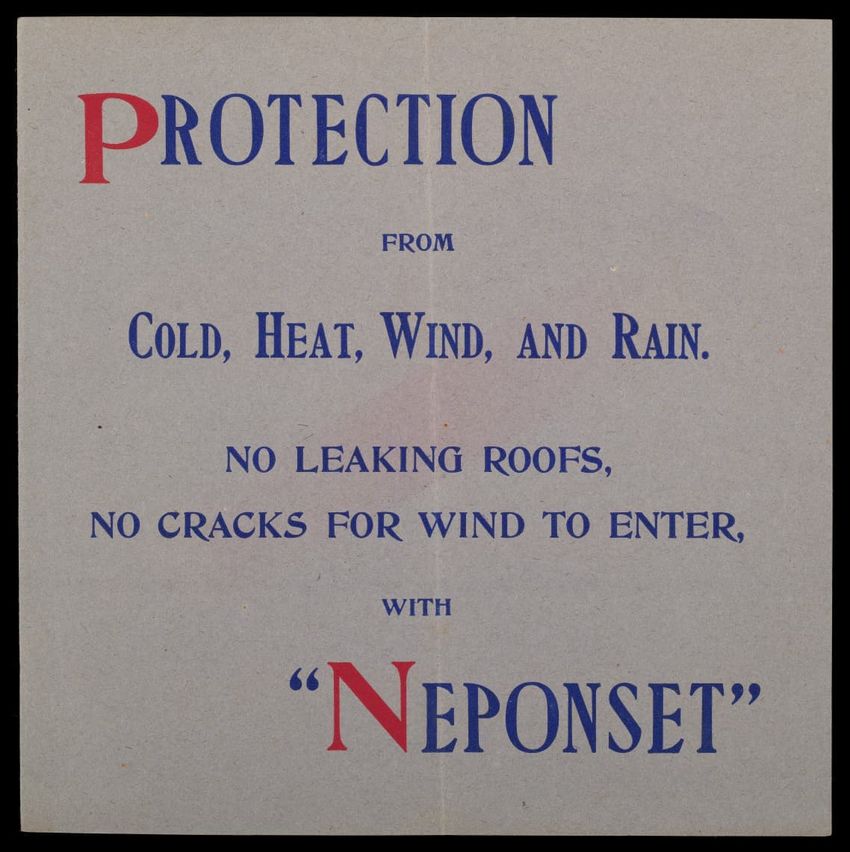 PROTECTION
FROM
COLD, HEAT, WIND, AND RAIN.
NO LEAKING ROOFS,
NO CRACKS FOR WIND TO ENTER,
WITH
“NEPONSET”